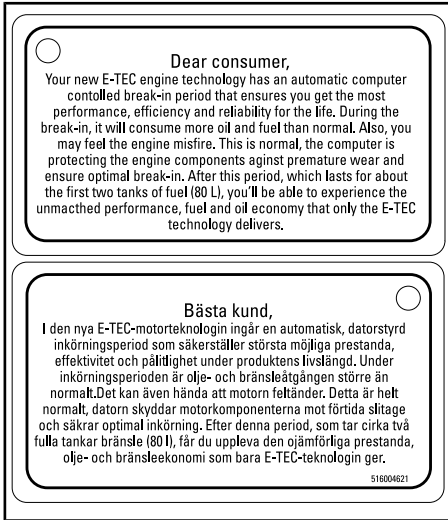 Dear consumer,
Your new E-TEC engine technology has an automatic computer
contolled break-in period that ensures you get the most
performance, efficiency and reliability for the life. During the
break-in, it will consume more oil and fuel than normal. Also, you
may feel the engine misfire. This is normal, the computer is
protecting the engine components aginst premature wear and
ensure optimal break-in. After this period, which lasts for about
the first two tanks of fuel (80 L), you'll be able to experience the
unmacthed performance, fuel and oil economy that only the E-TEC
technology delivers.
Bästa kund,
I den nya E-TEC-motorteknologin ingår en automatisk, datorstyrd
inkörningsperiod som säkerställer största möjliga prestanda,
effektivitet och pålitlighet under produktens livslängd. Under
inkörningsperioden är olje- och bränsleåtgången större än
normalt.Det kan även hända att motorn feltänder. Detta är helt
normalt, datorn skyddar motorkomponenterna mot förtida slitage
och säkrar optimal inkörning. Efter denna period, som tar cirka två
fulla tankar bränsle (80 l), får du uppleva den ojämförliga prestanda,
olje- och bränsleekonomi som bara E-TEC-teknologin ger.
516004621